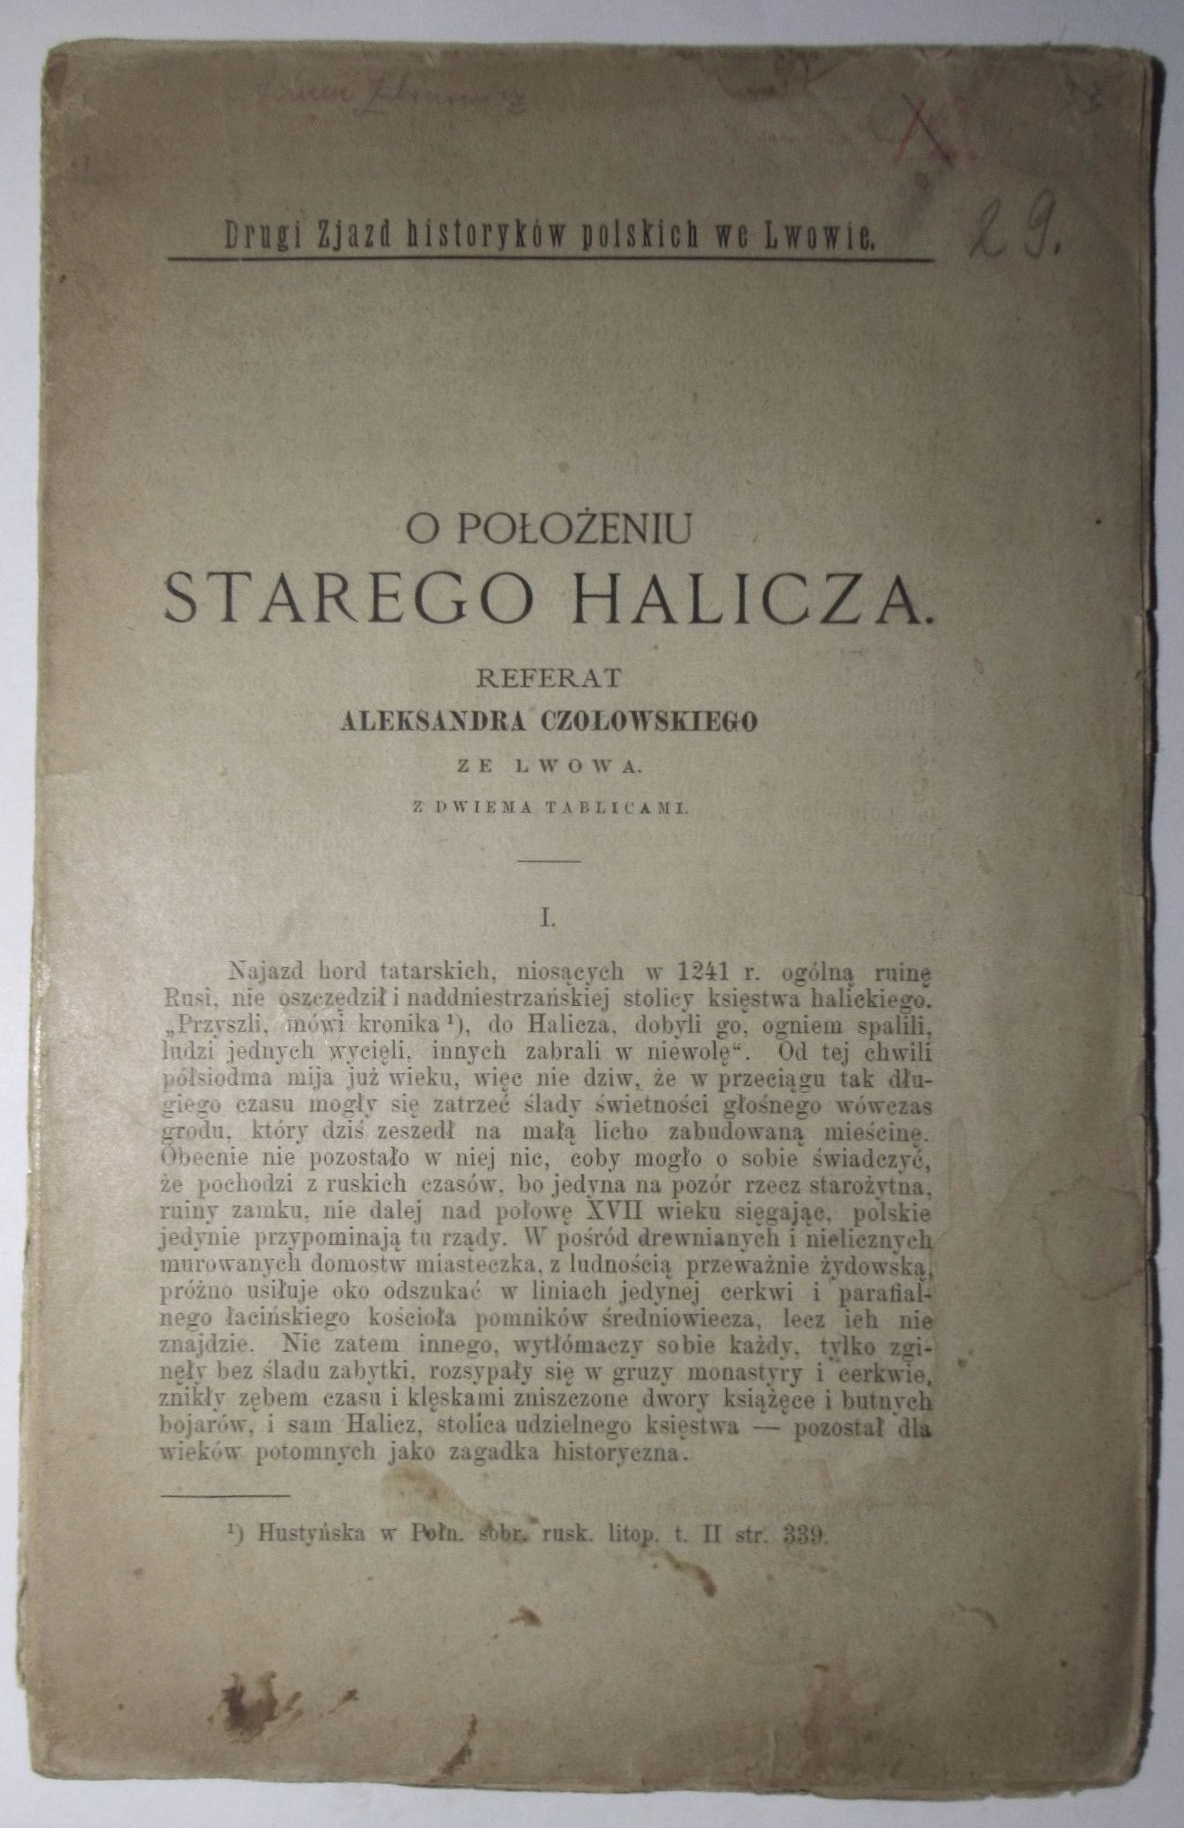 Drugi Zjazd historyków polskich we Lwowie.
29.
O POŁOŻENIU
STAREGO HALICZA.
REFERAT
ALEKSANDRA CZOŁOWSKIEGO
ZE LWOWA.
Z DWIEMA TABLICAMI.
I.
Najazd hord tatarskich, niosących w 1241 r. ogólną ruinę
Rusi, nie oszczędził i naddniestrzańskiej stolicy księstwa halickiego.
„Przyszli, mówi kronika ¹), do Halicza, dobyli go, ogniem spalili,
ludzi jednych wycięli, innych zabrali w niewolę“. Od tej chwili
półsiodma mija już wieku, więc nie dziw, że w przeciągu tak dłu-
giego czasu mogły się zatrzeć ślady świetności głośnego wówczas
grodu, który dziś zeszedł na małą licho zabudowaną mieścinę.
Obecnie nie pozostało w niej nic, coby mogło o sobie świadczyć,
że pochodzi z ruskich czasów, bo jedyna na pozór rzecz starożytna,
ruiny zamku, nie dalej nad połowę XVII wieku sięgając, polskie
jedynie przypominają tu rządy. W pośród drewnianych i nielicznych
murowanych domostw miasteczka, z ludnością przeważnie żydowską,
próżno usiłuje oko odszukać w liniach jedynej cerkwi i parafial-
nego łacińskiego kościoła pomników średniowiecza, lecz ich nie
znajdzie. Nic zatem innego, wytłómaczy sobie każdy, tylko zgi-
nęły bez śladu zabytki, rozsypały się w gruzy monastyry i cerkwie,
znikły zębem czasu i klęskami zniszczone dwory książęce i butnych
bojarów, i sam Halicz, stolica udzielnego księstwa — pozostał dla
wieków potomnych jako zagadka historyczna.
¹) Hustyńska w Połn. sobr. rusk. litop. t. II str. 339.